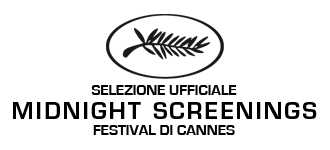 SELEZIONE UFFICIALE
MIDNIGHT SCREENINGS
FESTIVAL DI CANNES